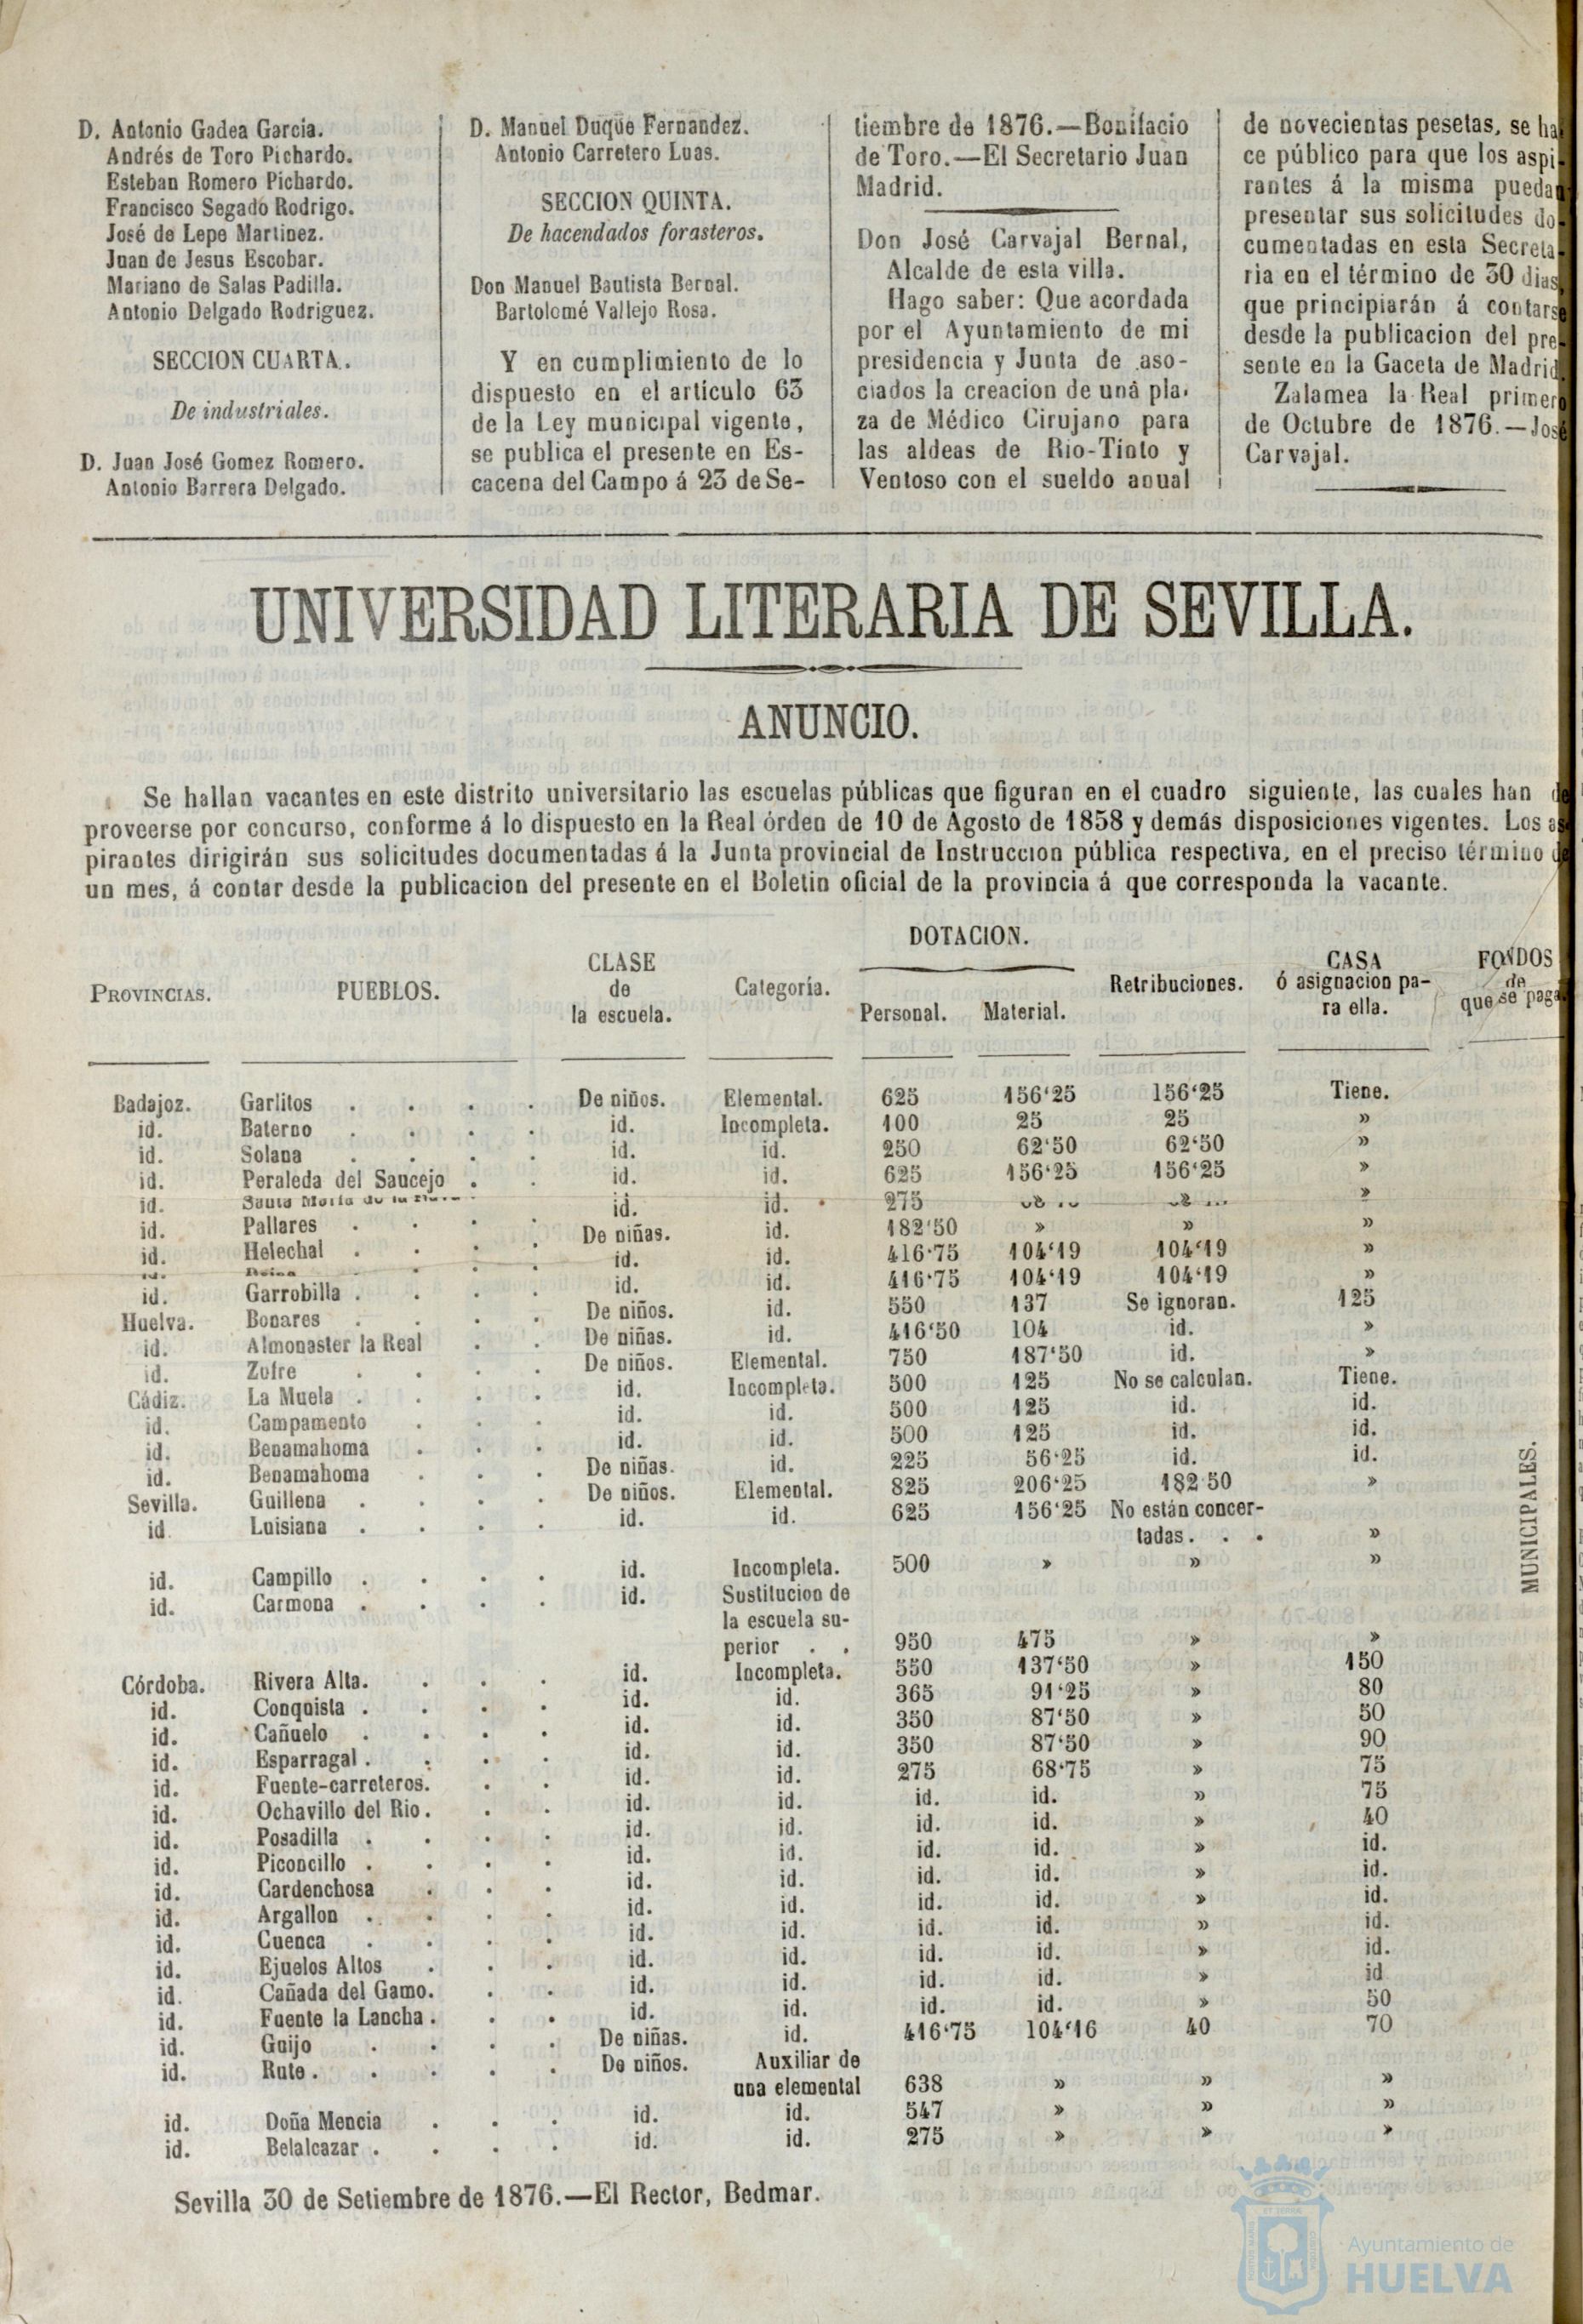 D. Antonio Gadea Garcia.
Andrés de Toro Pichardo.
Esteban Romero Pichardo.
Francisco Segado Rodrigo.
José de Lepe Martinez.
Juan de Jesus Escobar.
Mariano de Salas Padilla.
Antonio Delgado Rodriguez.
SECCION CUARTA.
De industriales.
D. Juan José Gomez Romero.
Antonio Barrera Delgado.
D. Manuel Duque Fernandez.
Antonio Carretero Luas.
SECCION QUINTA.
De hacendados forasteros.
Don Manuel Bautista Bernal.
Bartolomé Vallejo Rosa.
Y en cumplimiento de lo
dispuesto en el artículo 63
de la Ley municipal vigente,
se publica el presente en Es-
cacena del Campo á 23 de Se-
tiembre de 1876.—Bonifacio
de Toro.—El Secretario Juan
Madrid.
Don José Carvajal Bernal,
Alcalde de esta villa.
Hago saber: Que acordada
por el Ayuntamiento de mi
presidencia y Junta de aso-
ciados la creacion de una pla-
za de Médico Cirujano para
las aldeas de Rio-Tinto y
Ventoso con el sueldo anual
de novecientas pesetas, se ha-
ce público para que los aspi-
rantes á la misma puedan
presentar sus solicitudes do-
cumentadas en esta Secreta-
ria en el término de 30 dias,
que principiarán á contarse
desde la publicacion del pre-
sente en la Gaceta de Madrid.
Zalamea la Real primero
de Octubre de 1876.—José
Carvajal.
UNIVERSIDAD LITERARIA DE SEVILLA.
ANUNCIO.
Se hallan vacantes en este distrito universitario las escuelas públicas que figuran en el cuadro siguiente, las cuales han de
proveerse por concurso, conforme á lo dispuesto en la Real órden de 10 de Agosto de 1858 y demás disposiciones vigentes. Los as-
pirantes dirigirán sus solicitudes documentadas á la Junta provincial de Instruccion pública respectiva, en el preciso término de
un mes, á contar desde la publicacion del presente en el Boletin oficial de la provincia á que corresponda la vacante.
PROVINCIAS.
PUEBLOS.
CLASE
de
la escuela.
Categoría.
DOTACION.
Personal. Material.
Retribuciones.
CASA
ó asignacion pa-
ra ella.
FONDOS
de
que se paga
Badajoz. Garlitos . . . . De niños. Elemental. 625 156‘25 156‘25 Tiene.
id. Baterno . . . . id. Incompleta. 100 25 25 »
id. Solana . . . . id. id. 250 62‘50 62‘50 »
id. Peraleda del Saucejo . . id. id. 625 156‘25 156‘25 »
id. Santa María de la . id. id. 275 »
id. Pallares . . . . De niñas. id. 182‘50 » » »
id. Helechal . . . . id. id. 416‘75 104‘19 104‘19 »
id. Reina . . . id. id. 416‘75 104‘19 104‘19 »
id. Garrobilla . . . . De niños. id. 550 137 Se ignoran. 125
Huelva. Bonares . . . . De niñas. id. 416‘50 104 id. »
id. Almonaster la Real . . De niños. Elemental. 750 187‘50 id. »
id. Zufre . . . . id. Incompleta. 500 125 No se calculan. Tiene.
Cádiz. La Muela . . . . id. id. 500 125 id. id.
id. Campamento . . . id. id. 500 125 id. id.
id. Benamahoma . . . De niñas. id. 225 56‘25 id. id.
id. Benamahoma . . . De niños. Elemental. 825 206‘25 182‘50 »
Sevilla. Guillena . . . . id. id. 625 156‘25 No están concer-
id. Luisiana . . . . tadas. . . »
id. Campillo . . . . id. Incompleta. 500 » » »
id. Carmona . . . . id. Sustitucion de
la escuela su-
perior . . 950 475 » »
Córdoba. Rivera Alta. . . . id. Incompleta. 550 137‘50 » 150
id. Conquista . . . . id. id. 365 91‘25 » 80
id. Cañuelo . . . . id. id. 350 87‘50 » 50
id. Esparragal . . . . id. id. 350 87‘50 » 90
id. Fuente-carreteros. . . id. id. 275 68‘75 » 75
id. Ochavillo del Rio . . . id. id. id. id. » 75
id. Posadilla . . . . id. id. id. id. » 40
id. Piconcillo . . . . id. id. id. id. » id.
id. Cardenchosa . . . id. id. id. id. » id.
id. Argallon . . . . id. id. id. id. » id.
id. Cuenca . . . . id. id. id. id. » id.
id. Ejuelos Altos . . . id. id. id. id. » id.
id. Cañada del Gamo. . . id. id. id. id. » id
id. Fuente la Lancha . . . id. id. id. id. » 50
id. Guijo . . . . De niñas. id. 416‘75 104‘16 40 70
id. Rute . . . . . De niños. Auxiliar de
una elemental 638 » » »
id. Doña Mencia . . . id. id. 547 » » »
id. Belalcazar . . . . id. id. 275 » » »
MUNICIPALES.
Sevilla 30 de Setiembre de 1876.—El Rector, Bedmar.
Ayuntamiento de
HUELVA